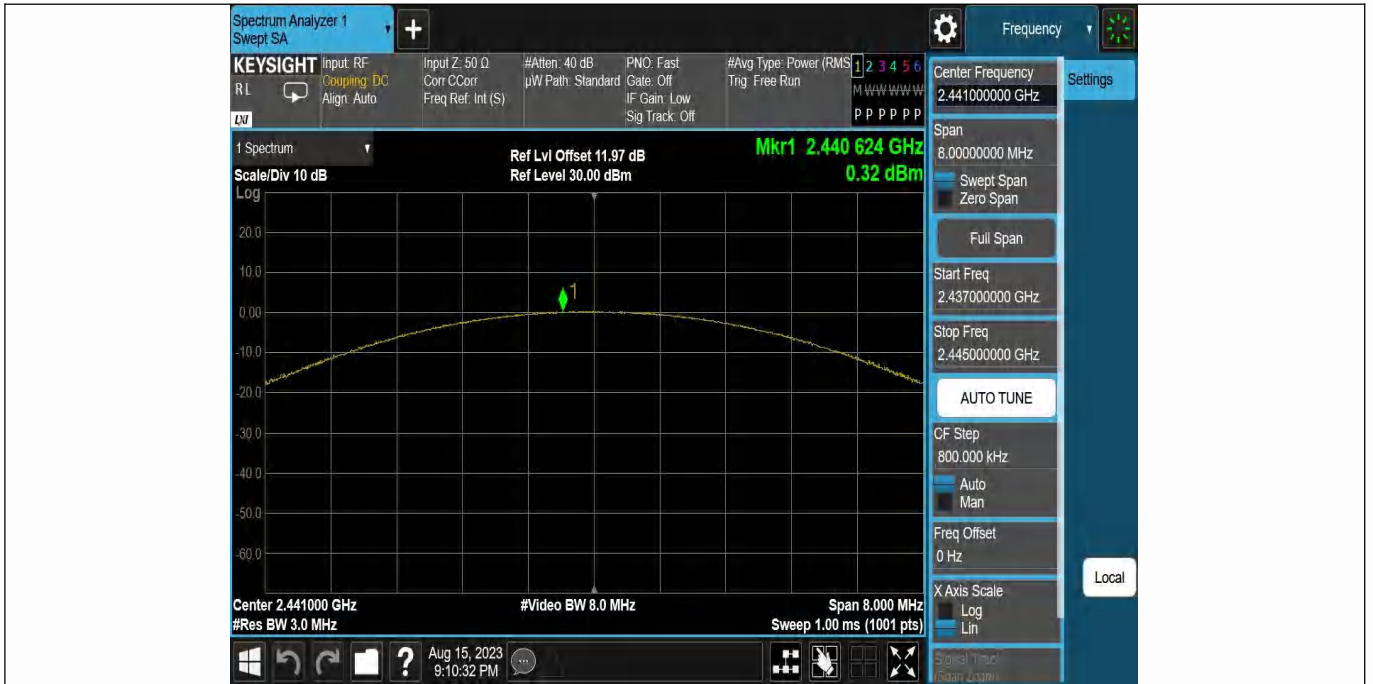 Spectrum Analyzer 1
Swept SA
+
Frequency
KEYSIGHT
RL
LXI
Input: RF
Coupling: DC
Align: Auto
Input Z: 50 Ω
Corr CCorr
Freq Ref: Int (S)
#Atten: 40 dB
µW Path: Standard
PNO: Fast
Gate: Off
IF Gain: Low
Sig Track: Off
#Avg Type: Power (RMS
Trig: Free Run
1 2 3 4 5 6
M W W W W W
P P P P P P
1 Spectrum
Scale/Div 10 dB
Log
Ref Lvl Offset 11.97 dB
Ref Level 30.00 dBm
Mkr1 2.440 624 GHz
0.32 dBm
20.0
10.0
0.00
-10.0
-20.0
-30.0
-40.0
-50.0
-60.0
1
Center 2.441000 GHz
#Res BW 3.0 MHz
#Video BW 8.0 MHz
Span 8.000 MHz
Sweep 1.00 ms (1001 pts)
?
Aug 15, 2023
9:10:32 PM
Center Frequency
2.441000000 GHz
Settings
Span
8.00000000 MHz
Swept Span
Zero Span
Full Span
Start Freq
2.437000000 GHz
Stop Freq
2.445000000 GHz
AUTO TUNE
CF Step
800.000 kHz
Auto
Man
Freq Offset
0 Hz
X Axis Scale
Log
Lin
Local
Signal Track
(Span Zoom)